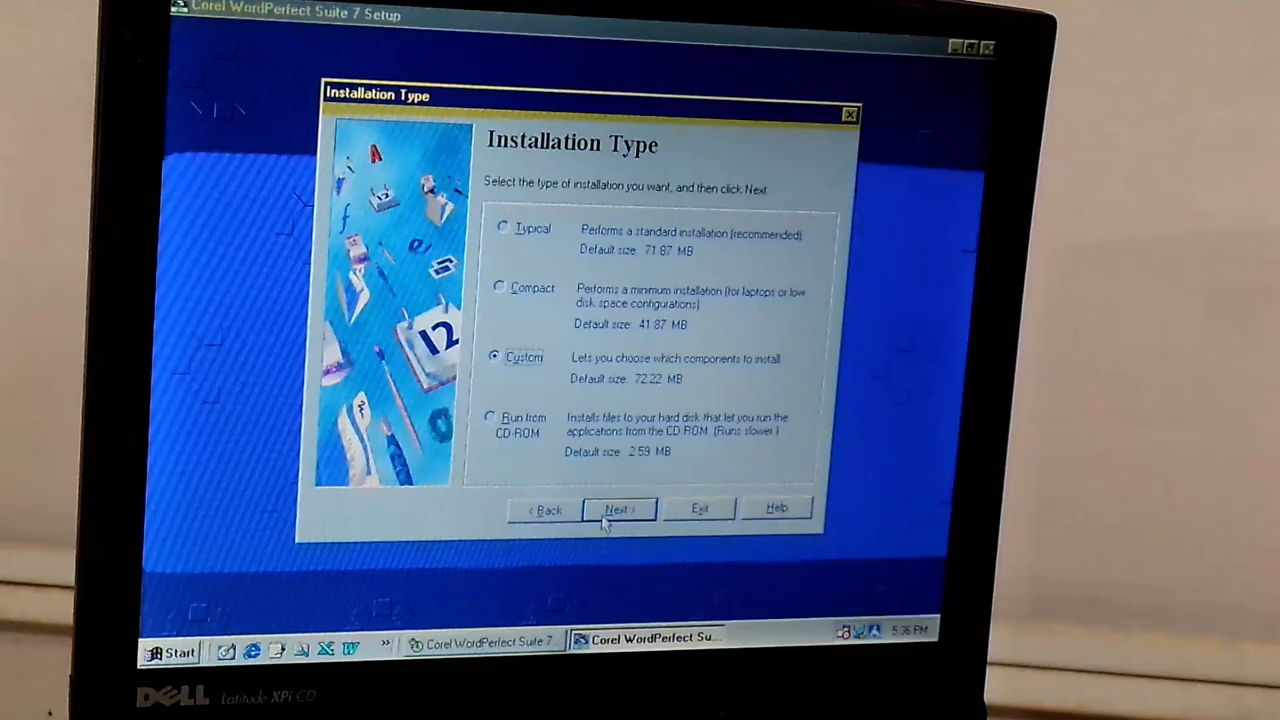 Corel WordPerfect Suite 7 Setup
Installation Type
Installation Type
Select the type of installation you want, and then click Next
Typical
Performs a standard installation (recommended)
Default size: 71.87 MB
Compact
Performs a minimum installation (for laptops or low
disk space configurations)
Default size: 41.87 MB
Custom
Lets you choose which components to install
Default size: 72.22 MB
Run from
CD-ROM
Installs files to your hard disk that let you run the
applications from the CD-ROM (Runs slower.)
Default size: 2.59 MB
12
12
f
e
< Back
Next >
Exit
Help
Start
»
Corel WordPerfect Suite 7
Corel WordPerfect Su...
5:36 PM
DELL
Latitude XPi CD